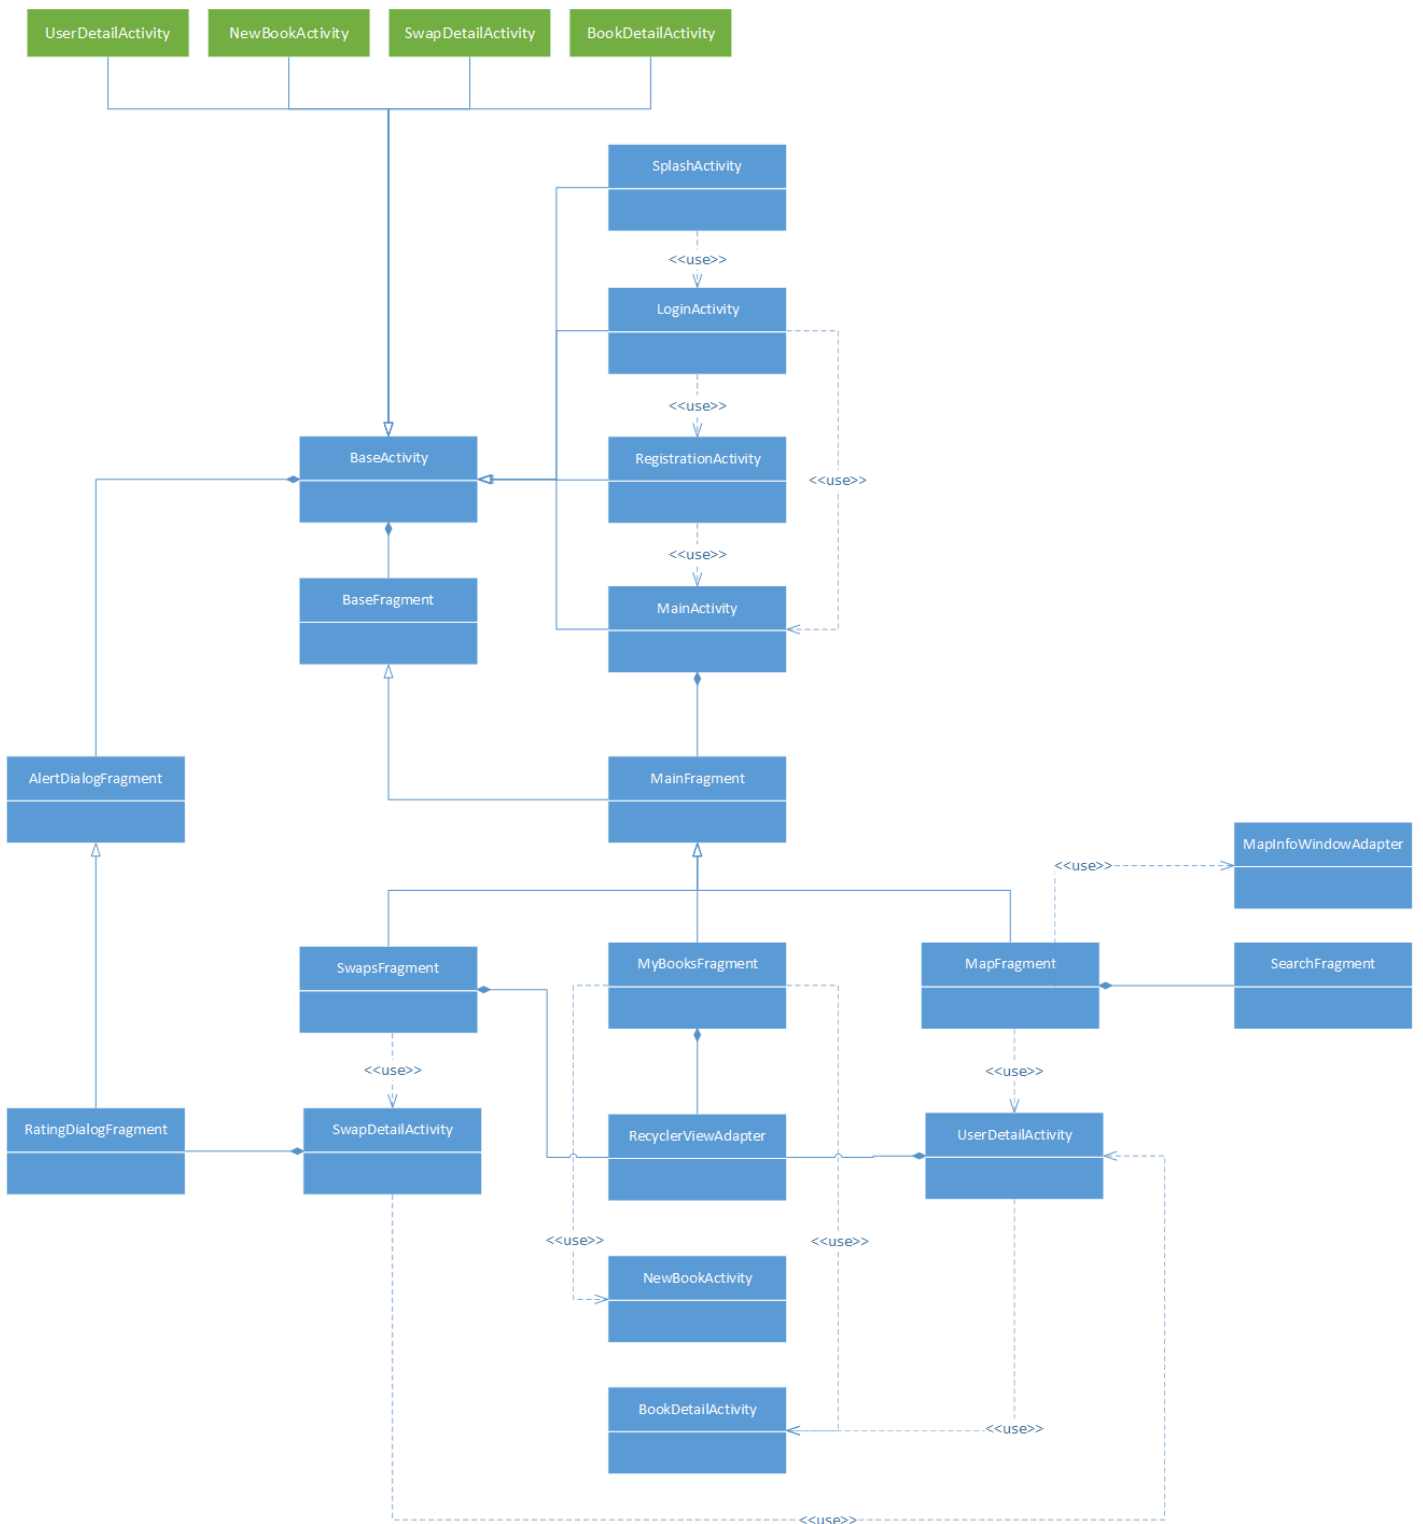 UserDetailActivity
NewBookActivity
SwapDetailActivity
BookDetailActivity
SplashActivity
<<use>>
LoginActivity
<<use>>
BaseActivity
RegistrationActivity
<<use>>
<<use>>
BaseFragment
MainActivity
AlertDialogFragment
MainFragment
MapInfoWindowAdapter
<<use>>
SwapsFragment
MyBooksFragment
MapFragment
SearchFragment
<<use>>
<<use>>
RatingDialogFragment
SwapDetailActivity
RecyclerViewAdapter
UserDetailActivity
<<use>>
<<use>>
NewBookActivity
BookDetailActivity
<<use>>
<<use>>